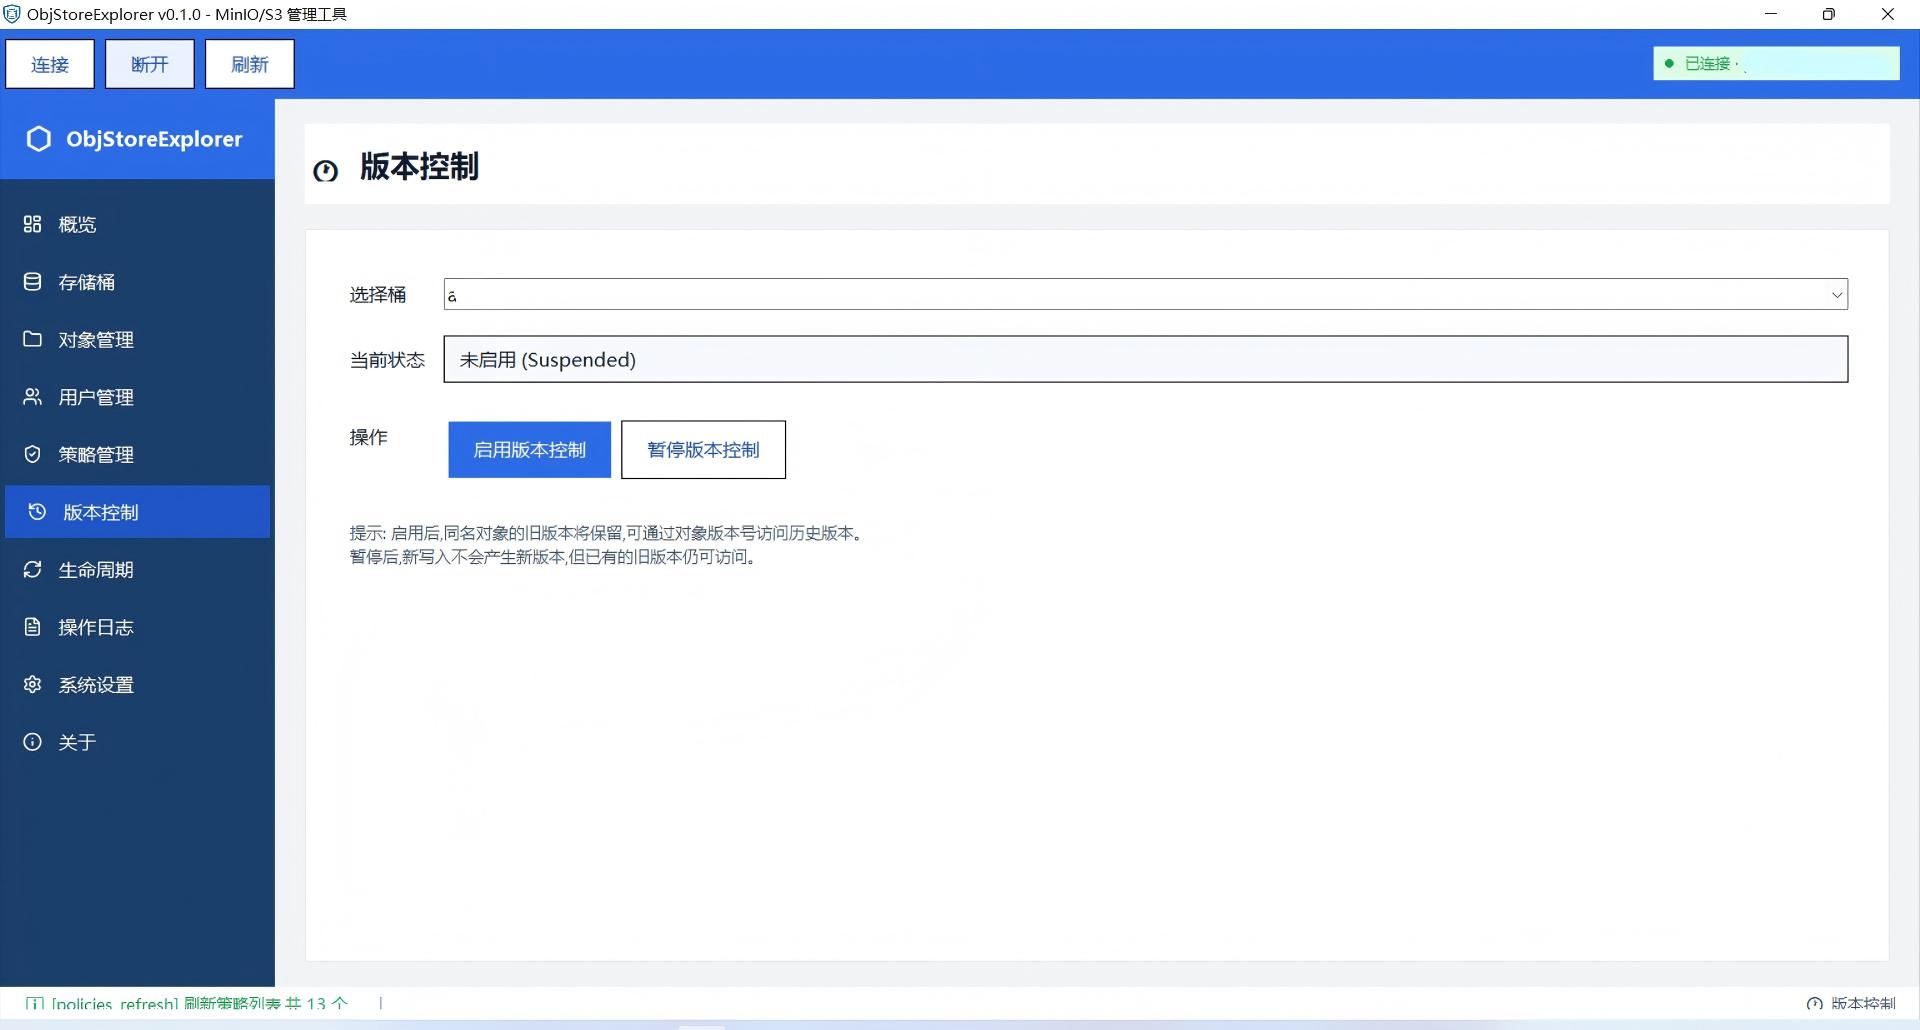 ObjStoreExplorer v0.1.0 - MinIO/S3 管理工具
连接 断开 刷新
已连接 ·
ObjStoreExplorer
概览
存储桶
对象管理
用户管理
策略管理
版本控制
生命周期
操作日志
系统设置
关于
版本控制
选择桶 a
当前状态 未启用 (Suspended)
操作 启用版本控制 暂停版本控制
提示: 启用后,同名对象的旧版本将保留,可通过对象版本号访问历史版本。
暂停后,新写入不会产生新版本,但已有的旧版本仍可访问。
[policies_refresh] 刷新策略列表 共 13 个 |
版本控制